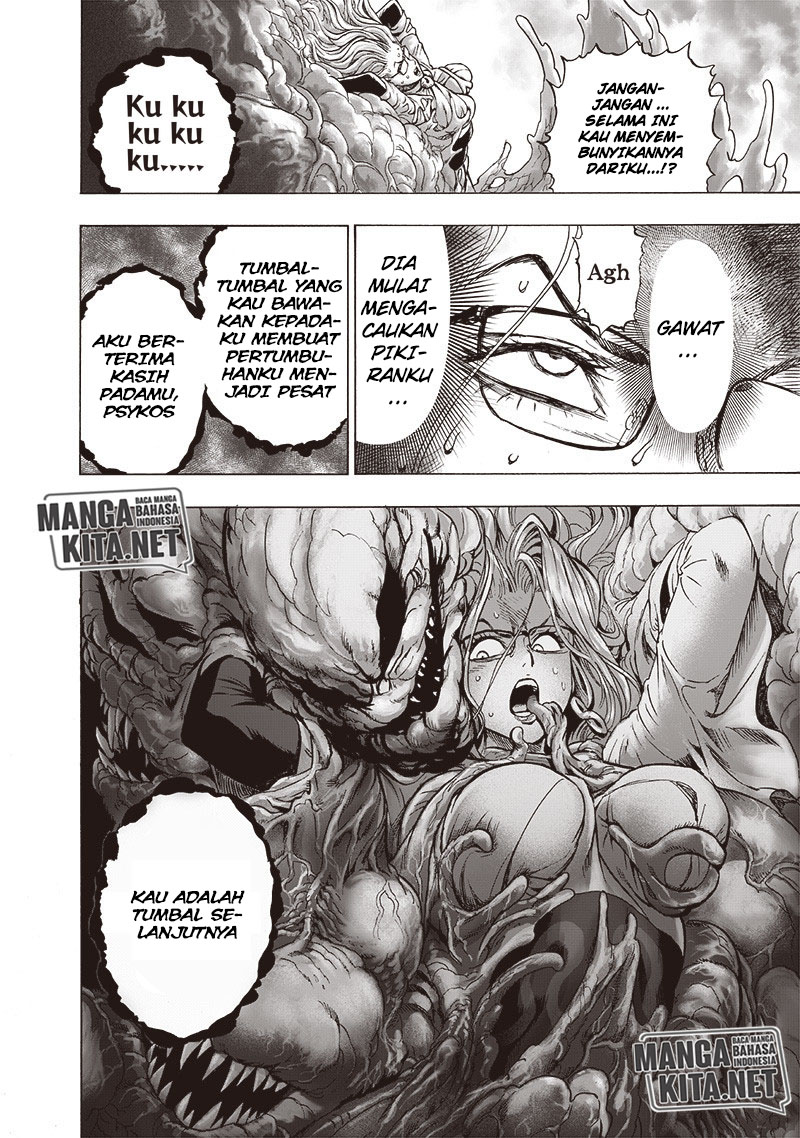 JANGAN-
JANGAN ...
SELAMA INI
KAU MENYEM-
BUNYIKANNYA
DARIKU...!?
Ku ku
ku ku
ku.....
GAWAT
...
Agh
DIA
MULAI
MENGA-
CAUKAN
PIKI-
RANKU
...
TUMBAL-
TUMBAL YANG
KAU BAWA-
KAN KEPADA-
KU MEMBUAT
PERTUMBU-
HANKU MEN-
JADI PESAT
AKU BER-
TERIMA
KASIH
PADAMU,
PSYKOS
MANGA
BACA MANGA
BAHASA
INDONESIA
KITA.NET
KAU ADALAH
TUMBAL SE-
LANJUTNYA
MANGA
BACA MANGA
BAHASA
INDONESIA
KITA.NET